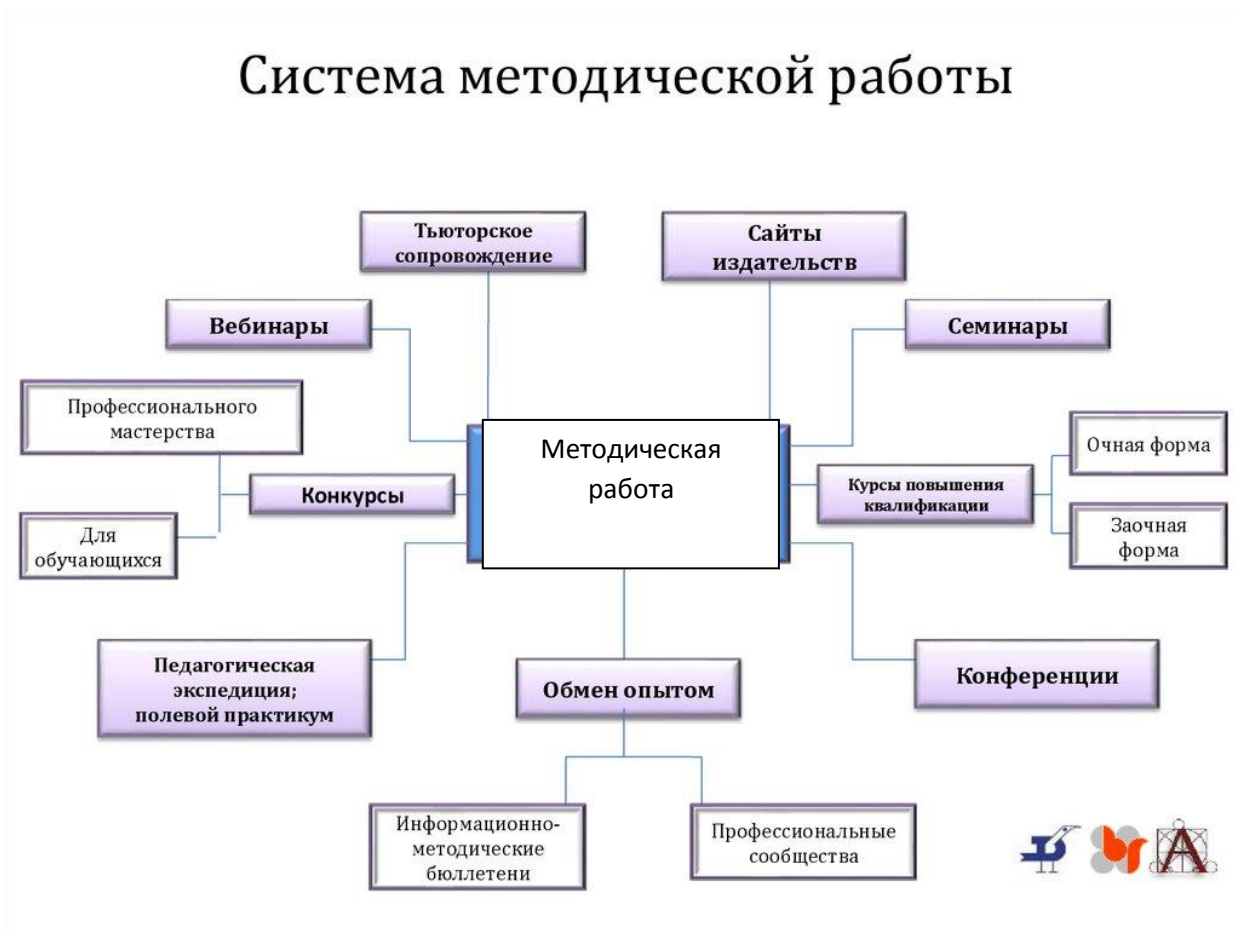 Система методической работы
Тьюторское
сопровождение
Сайты
издательств
Вебинары
Семинары
Профессионального
мастерства
Методическая
работа
Очная форма
Конкурсы
Курсы повышения
квалификации
Для
обучающихся
Заочная
форма
Педагогическая
экспедиция;
полевой практикум
Обмен опытом
Конференции
Информационно-
методические
бюллетени
Профессиональные
сообщества